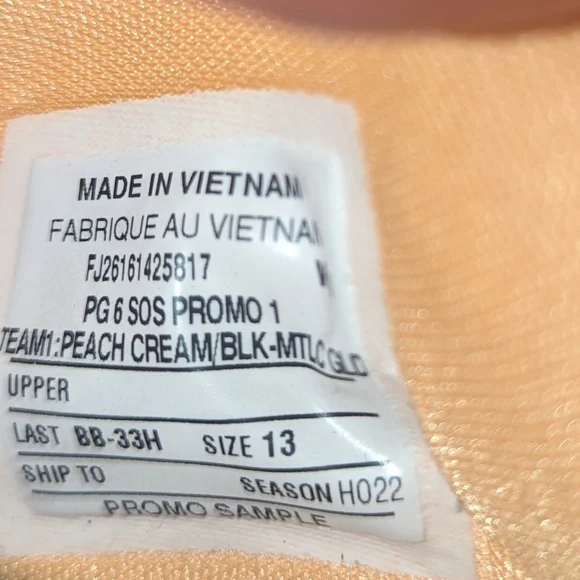 MADE IN VIETNAM
FABRIQUE AU VIETNAM
FJ26161425817
PG 6 SOS PROMO 1
TEAM1:PEACH CREAM/BLK-MTLC GLD
UPPER
LAST BB-33H SIZE 13
SHIP TO
SEASON HO22
PROMO SAMPLE